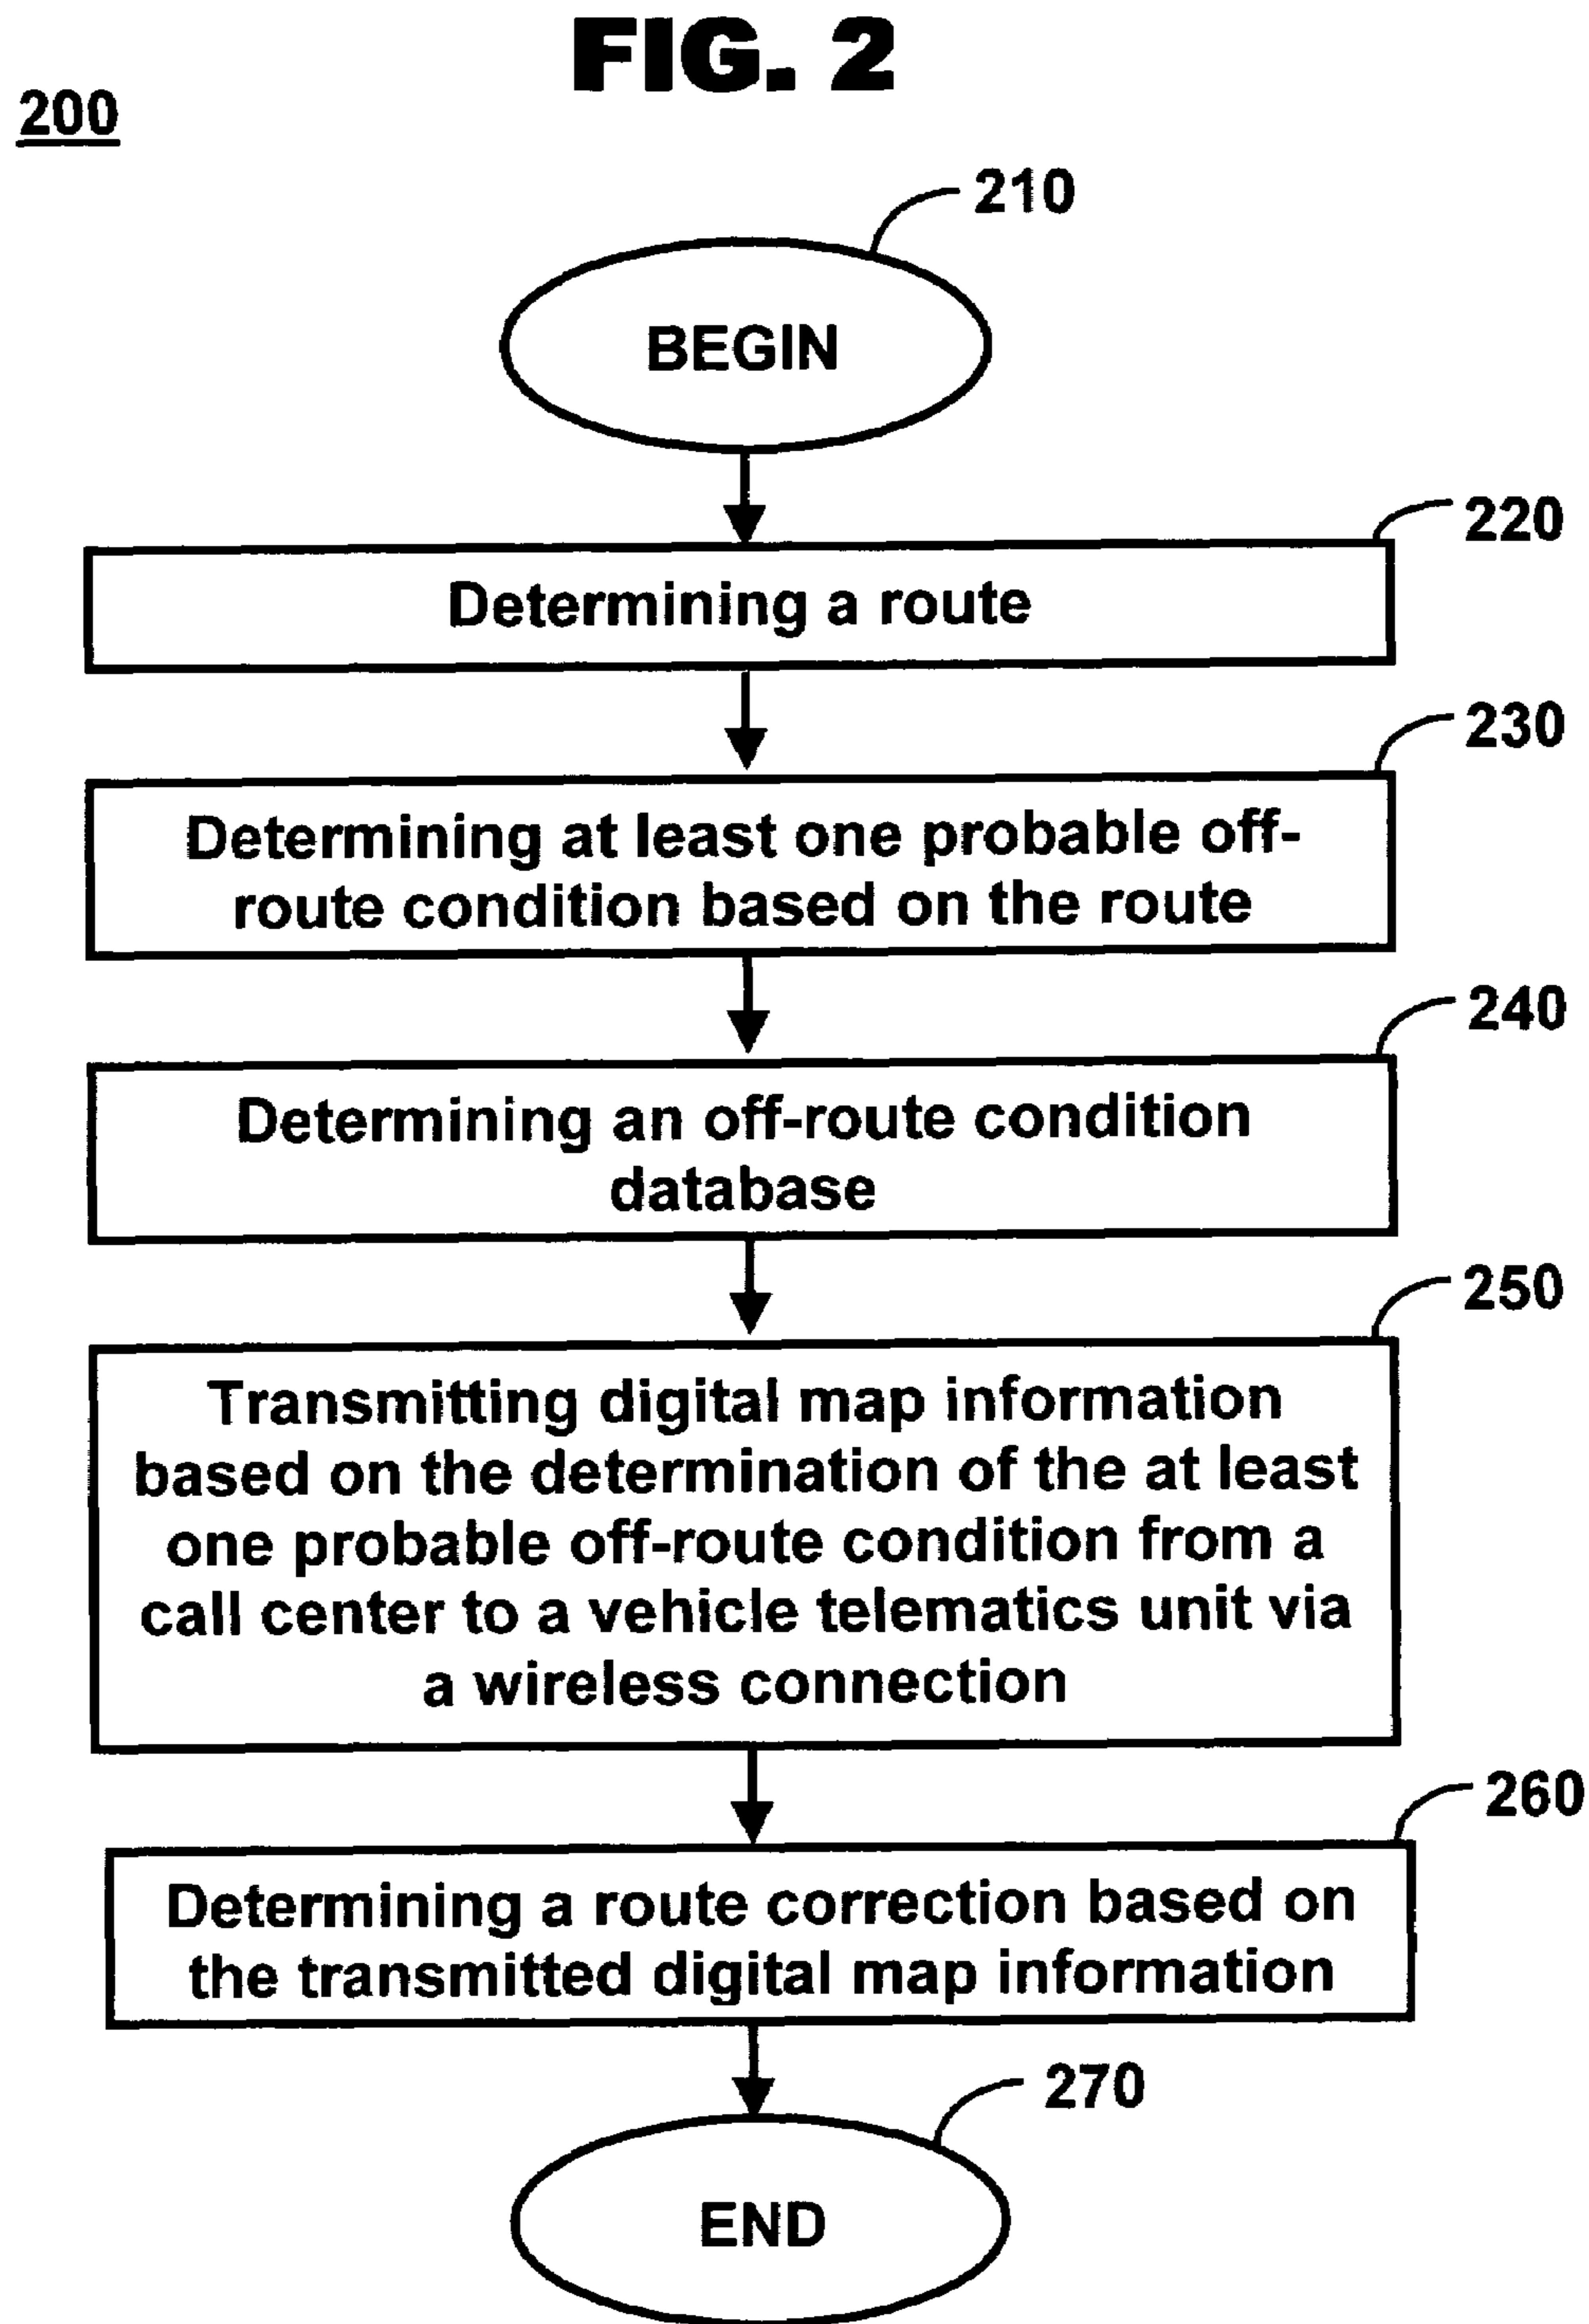 FIG. 2
200
210
BEGIN
220
Determining a route
230
Determining at least one probable off-
route condition based on the route
240
Determining an off-route condition
database
250
Transmitting digital map information
based on the determination of the at least
one probable off-route condition from a
call center to a vehicle telematics unit via
a wireless connection
260
Determining a route correction based on
the transmitted digital map information
270
END